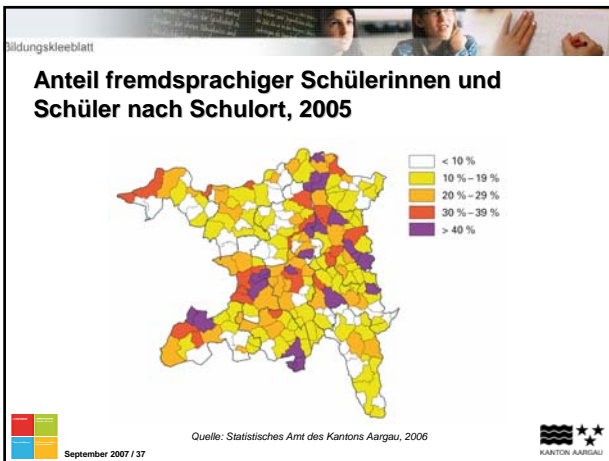 Bildungskleeblatt
Anteil fremdsprachiger Schülerinnen und
Schüler nach Schulort, 2005
< 10 %
10 % – 19 %
20 % – 29 %
30 % – 39 %
> 40 %
Quelle: Statistisches Amt des Kantons Aargau, 2006
September 2007 / 37
KANTON AARGAU